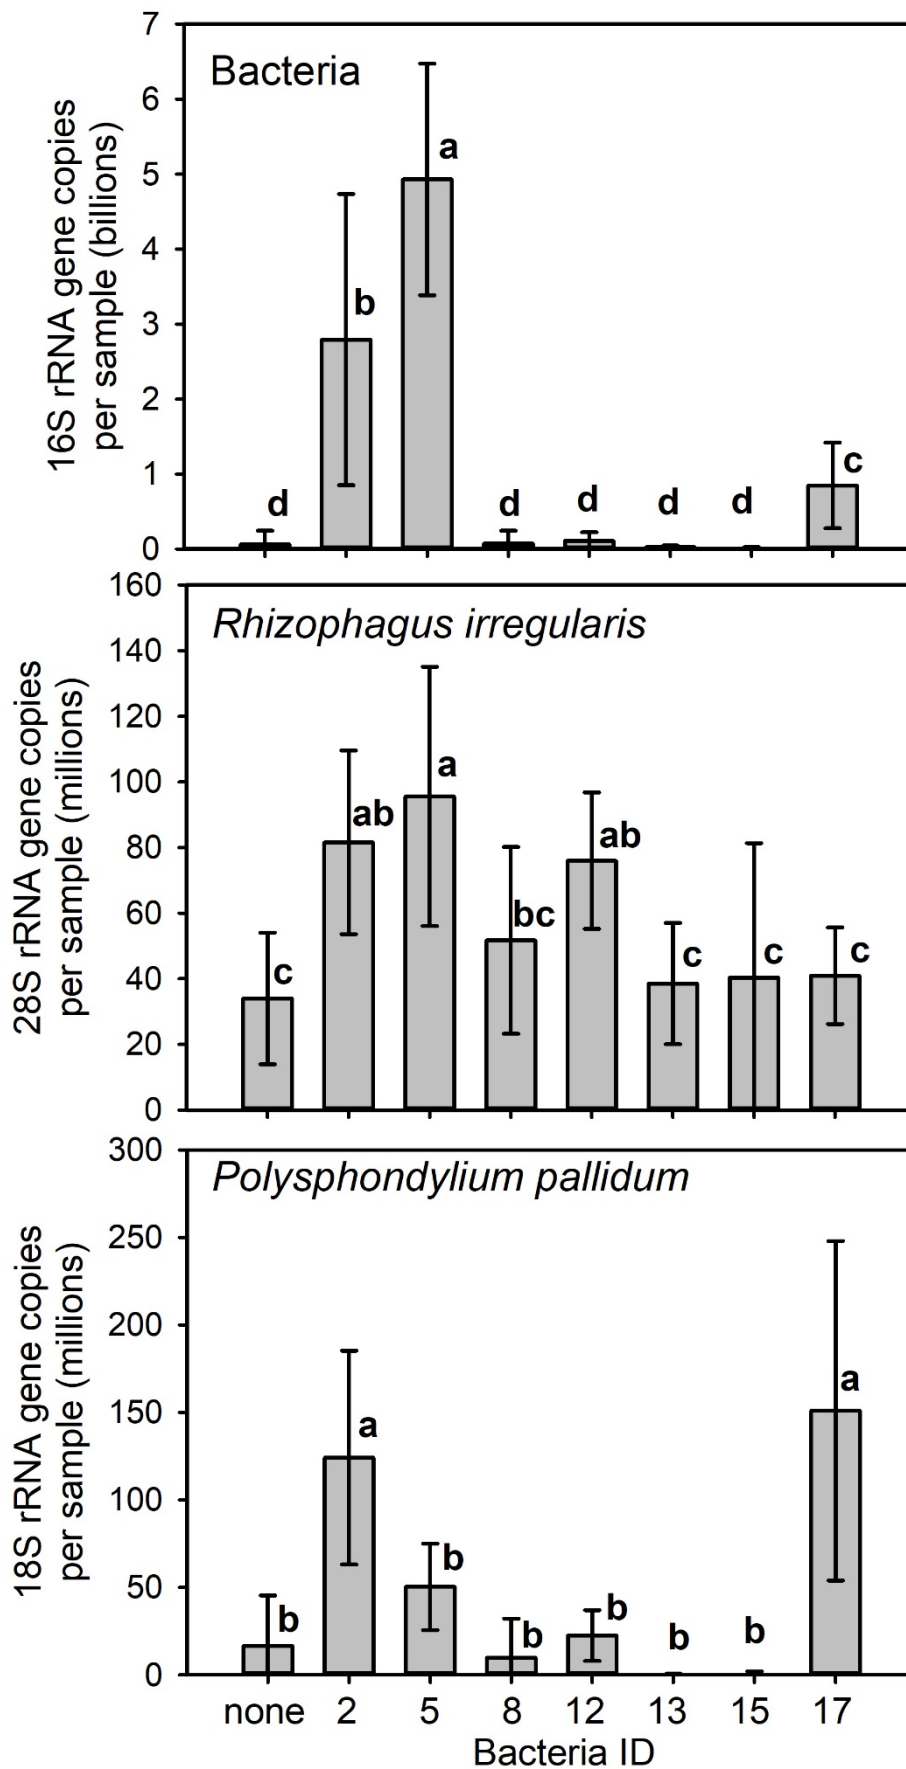 7
Bacteria
6
a
5
4
b
3
2
1
c
d
d
d
d
d
0
16S rRNA gene copies
per sample (billions)
160
Rhizophagus irregularis
140
120
100
a
ab
ab
80
bc
60
c
c
c
c
40
20
0
28S rRNA gene copies
per sample (millions)
300
Polysphondylium pallidum
250
200
a
150
a
100
50
b
b
b
b
b
b
0
18S rRNA gene copies
per sample (millions)
none 2 5 8 12 13 15 17
Bacteria ID